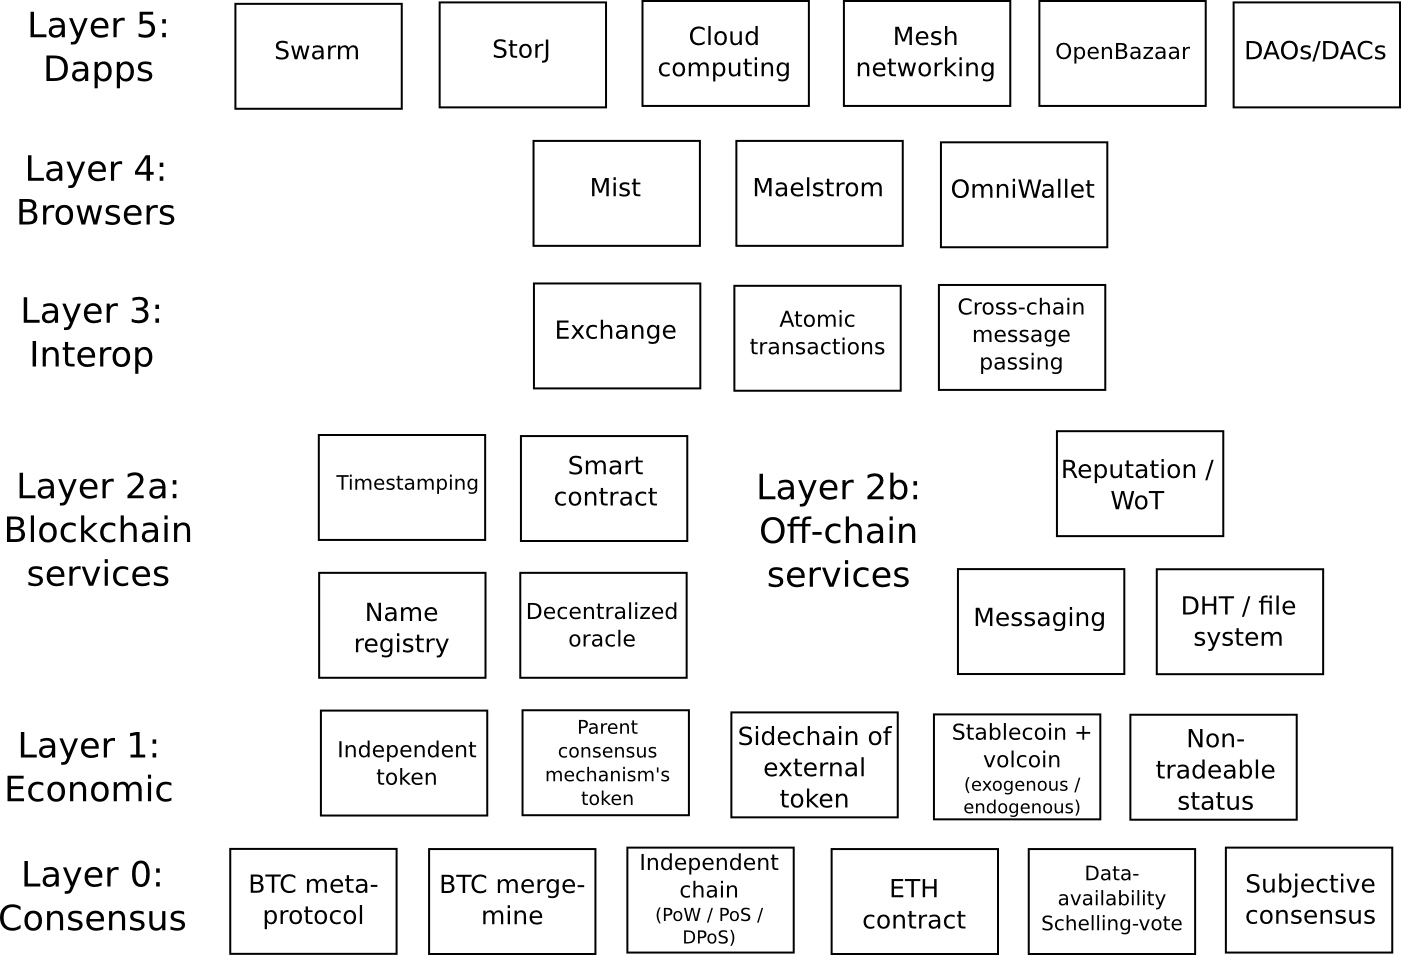 Layer 5:
Dapps
Swarm
StorJ
Cloud
computing
Mesh
networking
OpenBazaar
DAOs/DACs
Layer 4:
Browsers
Mist
Maelstrom
OmniWallet
Layer 3:
Interop
Exchange
Atomic
transactions
Cross-chain
message
passing
Layer 2a:
Blockchain
services
Timestamping
Smart
contract
Name
registry
Decentralized
oracle
Layer 2b:
Off-chain
services
Reputation /
WoT
Messaging
DHT / file
system
Layer 1:
Economic
Independent
token
Parent
consensus
mechanism's
token
Sidechain of
external
token
Stablecoin +
volcoin
(exogenous /
endogenous)
Non-
tradeable
status
Layer 0:
Consensus
BTC meta-
protocol
BTC merge-
mine
Independent
chain
(PoW / PoS /
DPoS)
ETH
contract
Data-
availability
Schelling-vote
Subjective
consensus